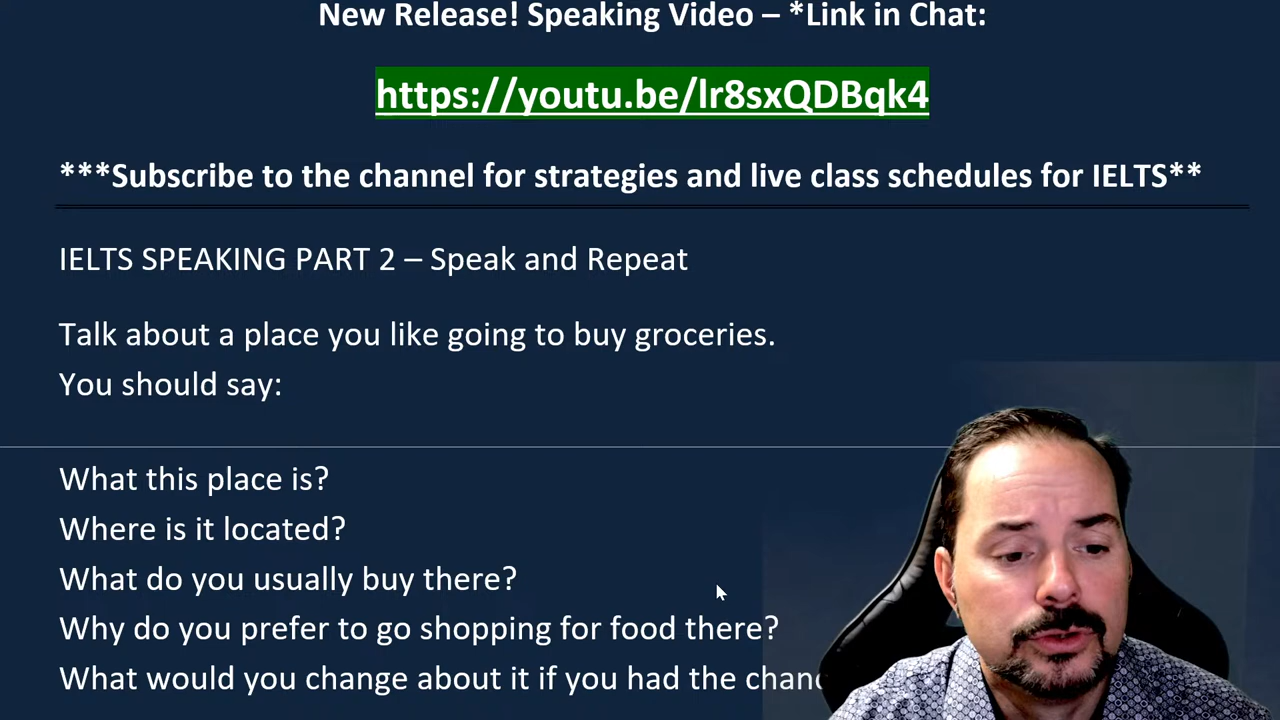 New Release! Speaking Video – *Link in Chat:
https://youtu.be/lr8sxQDBqk4
***Subscribe to the channel for strategies and live class schedules for IELTS**
IELTS SPEAKING PART 2 – Speak and Repeat
Talk about a place you like going to buy groceries.
You should say:
What this place is?
Where is it located?
What do you usually buy there?
Why do you prefer to go shopping for food there?
What would you change about it if you had the